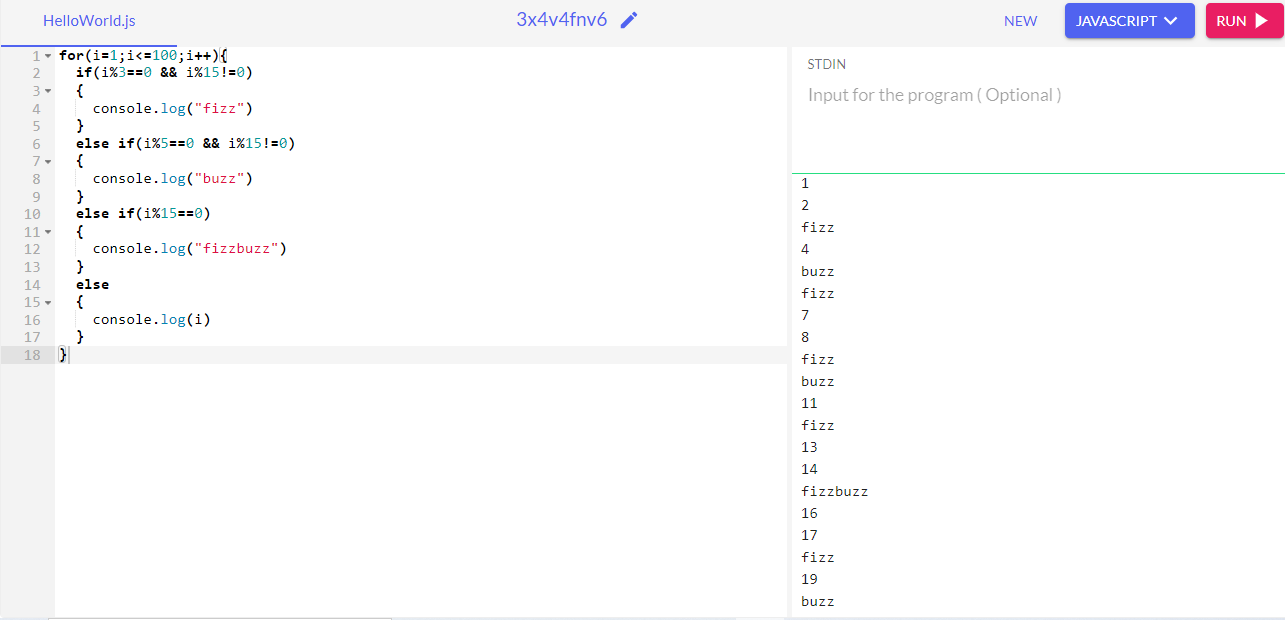 HelloWorld.js
3x4v4fnv6
NEW
JAVASCRIPT
RUN
1 for(i=1;i<=100;i++){
2   if(i%3==0 && i%15!=0)
3   {
4     console.log("fizz")
5   }
6   else if(i%5==0 && i%15!=0)
7   {
8     console.log("buzz")
9   }
10   else if(i%15==0)
11   {
12     console.log("fizzbuzz")
13   }
14   else
15   {
16     console.log(i)
17   }
18 }
STDIN
Input for the program ( Optional )
1
2
fizz
4
buzz
fizz
7
8
fizz
buzz
11
fizz
13
14
fizzbuzz
16
17
fizz
19
buzz